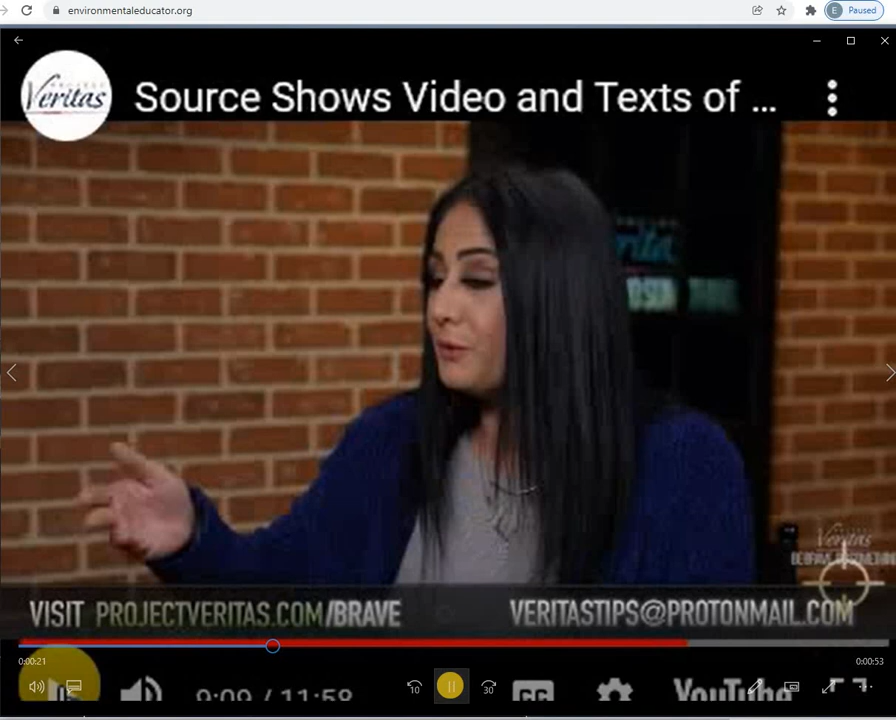 environmentaleducator.org
E Paused
Veritas
Source Shows Video and Texts of ...
Veritas
VISIT PROJECTVERITAS.COM/BRAVE
VERITASTIPS@PROTONMAIL.COM
0:00:21
0:00:53
10
30
9:09 / 11:58
CC
YouTube